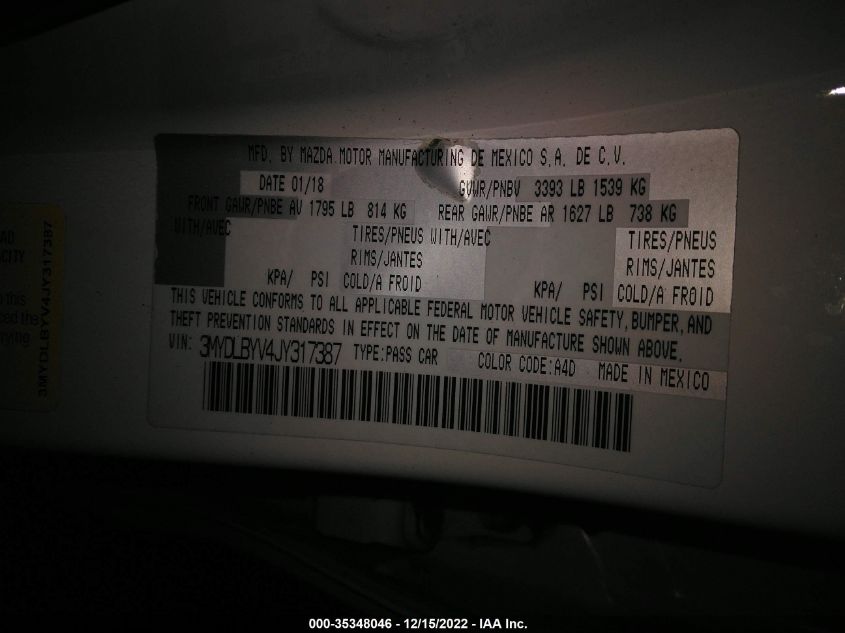 MFD. BY MAZDA MOTOR MANUFACTURING DE MEXICO S.A. DE C.V.
DATE 01/18 GVWR/PNBV 3393 LB 1539 KG
FRONT GAWR/PNBE AV 1795 LB 814 KG REAR GAWR/PNBE AR 1627 LB 738 KG
WITH/AVEC TIRES/PNEUS WITH/AVEC TIRES/PNEUS
RIMS/JANTES RIMS/JANTES
KPA/ PSI COLD/A FROID KPA/ PSI COLD/A FROID
THIS VEHICLE CONFORMS TO ALL APPLICABLE FEDERAL MOTOR VEHICLE SAFETY, BUMPER, AND
THEFT PREVENTION STANDARDS IN EFFECT ON THE DATE OF MANUFACTURE SHOWN ABOVE.
VIN: 3MYDLBYV4JY317387 TYPE:PASS CAR COLOR CODE:A4D MADE IN MEXICO
3MYDLBYV4JY317387
this
the
000-35348046 - 12/15/2022 - IAA Inc.